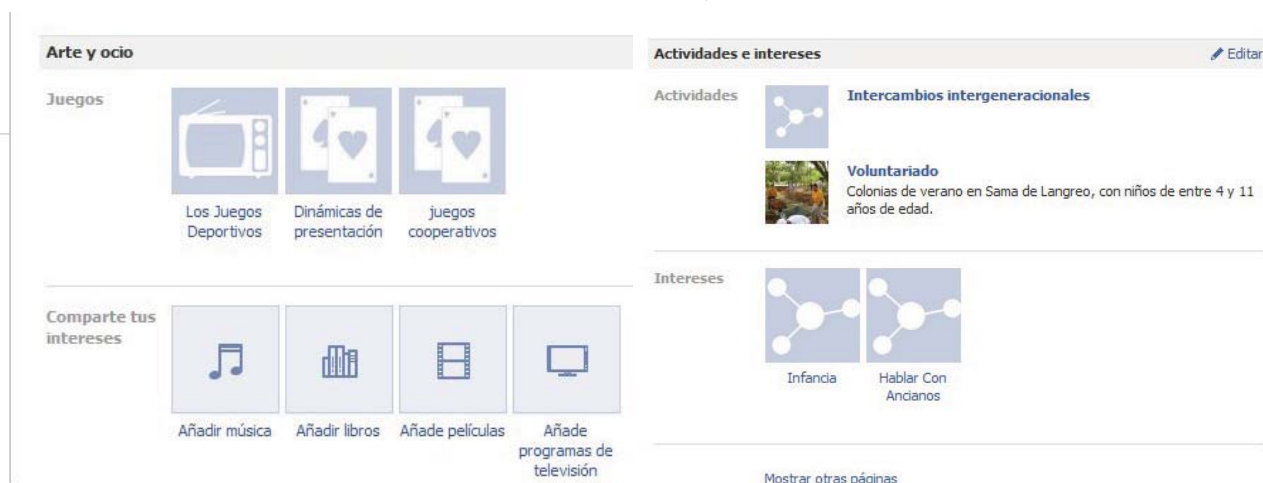 Arte y ocio
Juegos
Los Juegos
Deportivos
Dinámicas de
presentación
juegos
cooperativos
Comparte tus
intereses
Añadir música
Añadir libros
Añade películas
Añade
programas de
televisión
Actividades e intereses
Editar
Actividades
Intercambios intergeneracionales
Voluntariado
Colonias de verano en Sama de Langreo, con niños de entre 4 y 11
años de edad.
Intereses
Infancia
Hablar Con
Ancianos
Mostrar otras páginas